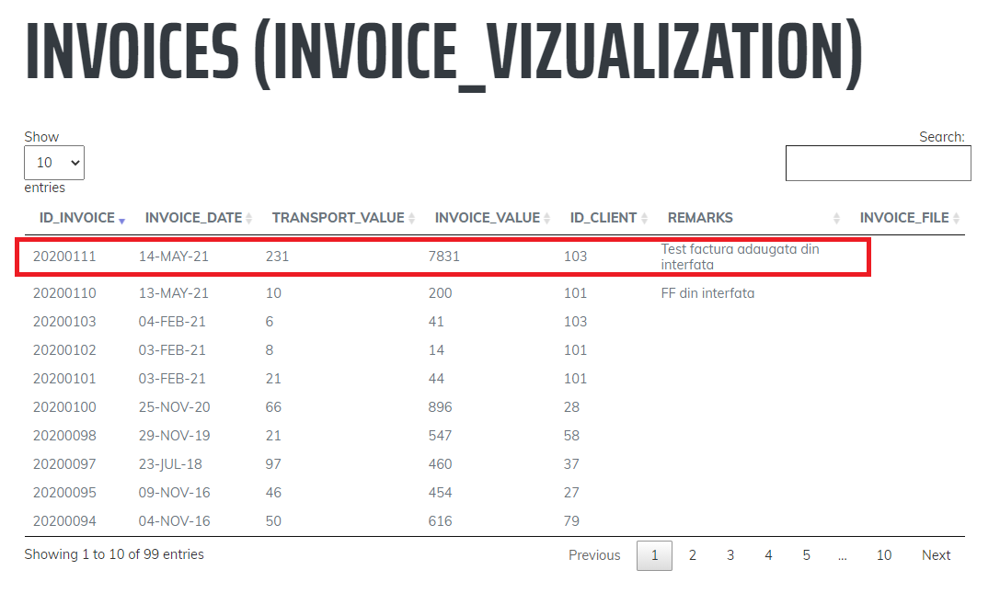 INVOICES (INVOICE_VIZUALIZATION)
Show
Search:
10
entries
ID_INVOICE INVOICE_DATE TRANSPORT_VALUE INVOICE_VALUE ID_CLIENT REMARKS INVOICE_FILE
20200111 14-MAY-21 231 7831 103 Test factura adaugata din
interfata
20200110 13-MAY-21 10 200 101 FF din interfata
20200103 04-FEB-21 6 41 103
20200102 03-FEB-21 8 14 101
20200101 03-FEB-21 21 44 101
20200100 25-NOV-20 66 896 28
20200098 29-NOV-19 21 547 58
20200097 23-JUL-18 97 460 37
20200095 09-NOV-16 46 454 27
20200094 04-NOV-16 50 616 79
Showing 1 to 10 of 99 entries
Previous 1 2 3 4 5 ... 10 Next